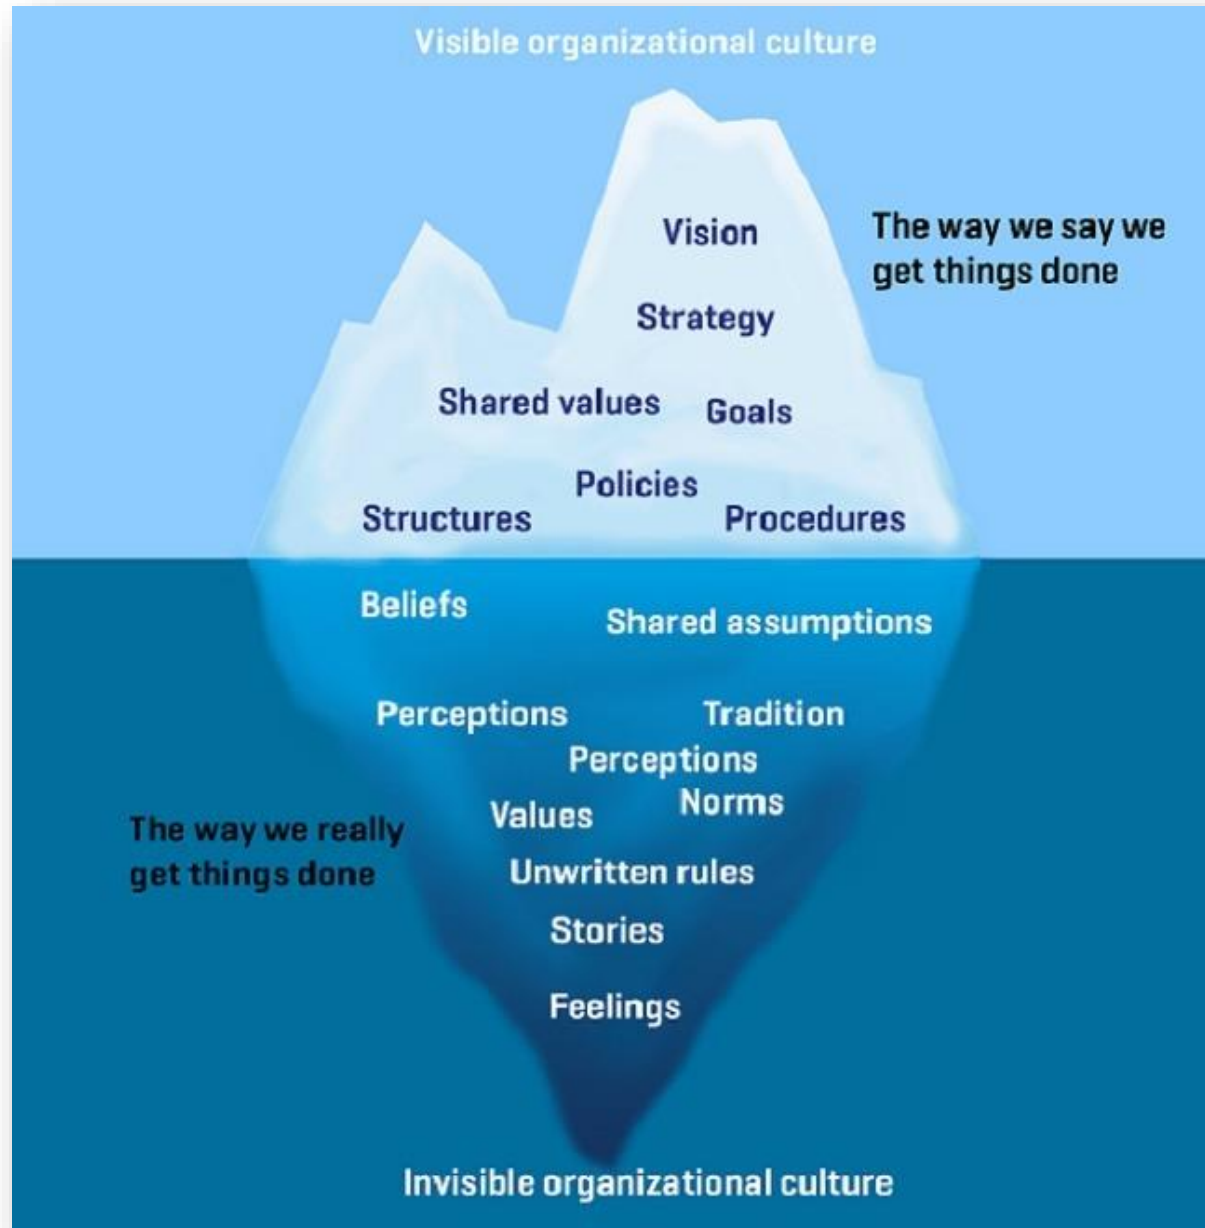 Visible organizational culture
Vision
The way we say we
get things done
Strategy
Shared values
Goals
Policies
Structures
Procedures
Beliefs
Shared assumptions
Perceptions
Tradition
Perceptions
Norms
Values
The way we really
get things done
Unwritten rules
Stories
Feelings
Invisible organizational culture